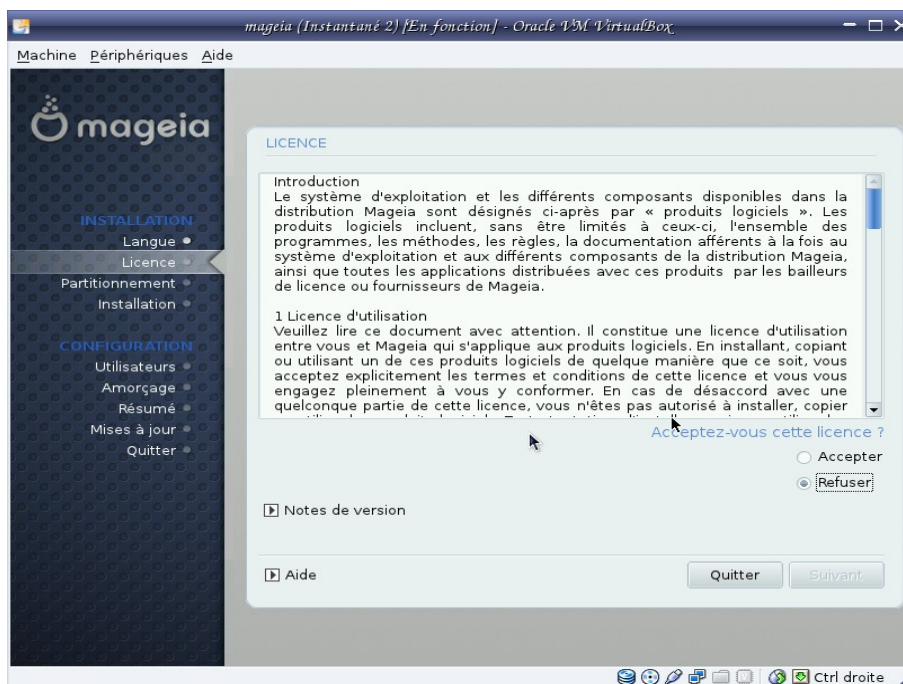 mageia (Instantané 2) [En fonction] - Oracle VM VirtualBox
Machine Périphériques Aide
mageia
INSTALLATION
Langue
Licence
Partitionnement
Installation
CONFIGURATION
Utilisateurs
Amorçage
Résumé
Mises à jour
Quitter
LICENCE
Introduction
Le système d'exploitation et les différents composants disponibles dans la
distribution Mageia sont désignés ci-après par « produits logiciels ». Les
produits logiciels incluent, sans être limités à ceux-ci, l'ensemble des
programmes, les méthodes, les règles, la documentation afférents à la fois au
système d'exploitation et aux différents composants de la distribution Mageia,
ainsi que toutes les applications distribuées avec ces produits par les bailleurs
de licence ou fournisseurs de Mageia.
1 Licence d'utilisation
Veuillez lire ce document avec attention. Il constitue une licence d'utilisation
entre vous et Mageia qui s'applique aux produits logiciels. En installant, copiant
ou utilisant un de ces produits logiciels de quelque manière que ce soit, vous
acceptez explicitement les termes et conditions de cette licence et vous vous
engagez pleinement à vous y conformer. En cas de désaccord avec une
quelconque partie de cette licence, vous n'êtes pas autorisé à installer, copier
Acceptez-vous cette licence ?
Accepter
Refuser
Notes de version
Aide
Quitter
Suivant
Ctrl droite